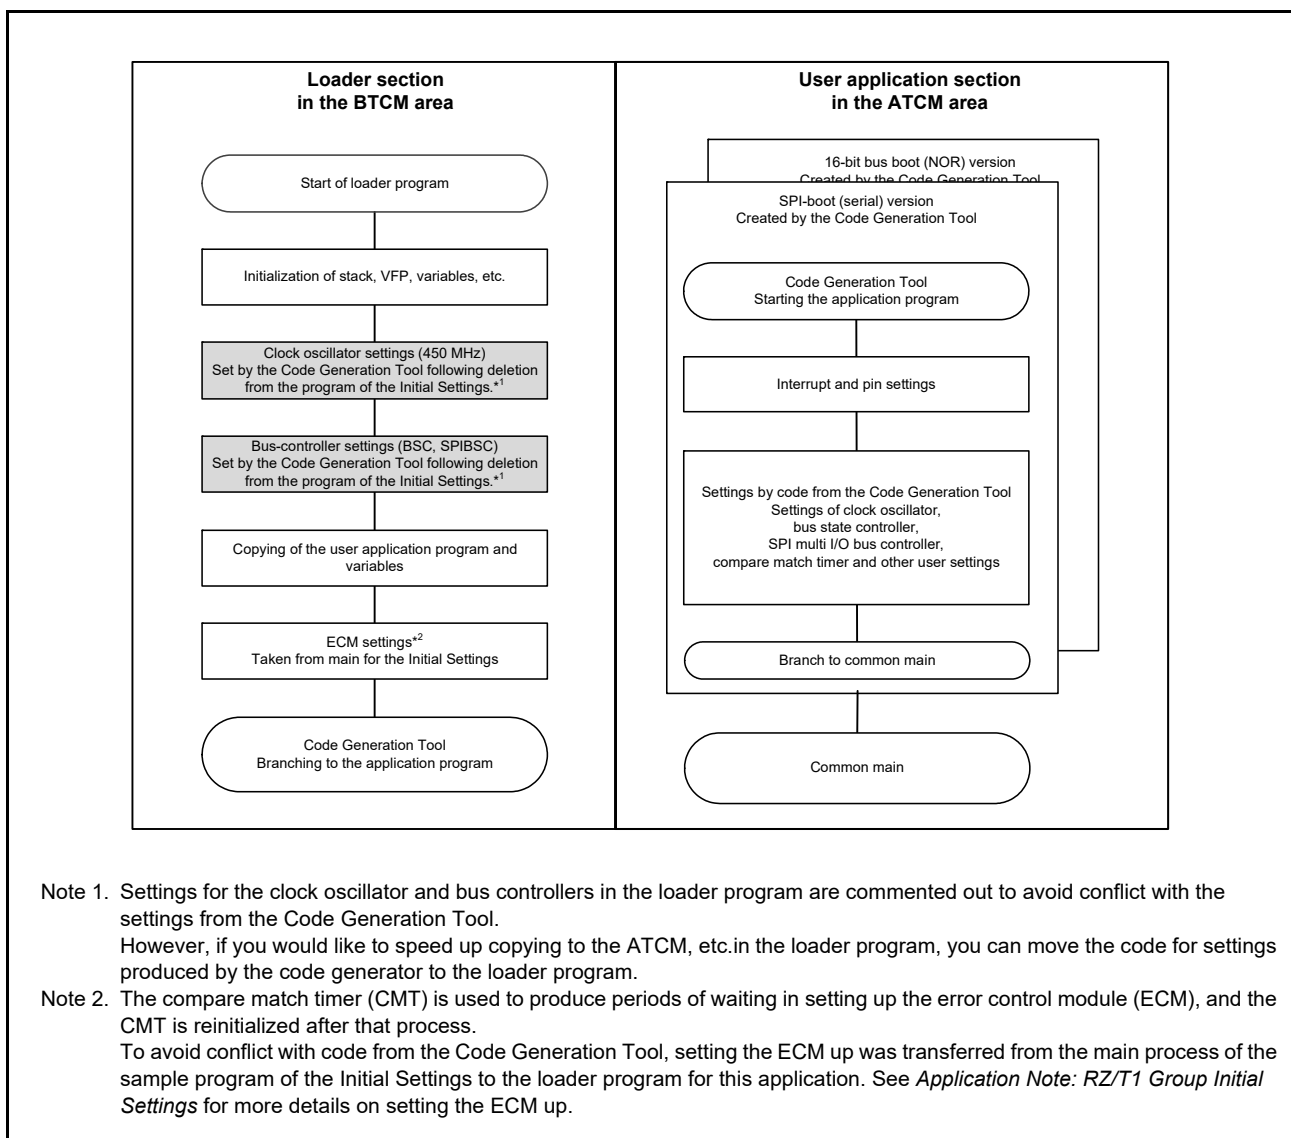 Loader section
in the BTCM area
Start of loader program
Initialization of stack, VFP, variables, etc.
Clock oscillator settings (450 MHz)
Set by the Code Generation Tool following deletion
from the program of the Initial Settings.*1
Bus-controller settings (BSC, SPIBSC)
Set by the Code Generation Tool following deletion
from the program of the Initial Settings.*1
Copying of the user application program and
variables
ECM settings*2
Taken from main for the Initial Settings
Code Generation Tool
Branching to the application program
User application section
in the ATCM area
16-bit bus boot (NOR) version
Created by the Code Generation Tool
SPI-boot (serial) version
Created by the Code Generation Tool
Code Generation Tool
Starting the application program
Interrupt and pin settings
Settings by code from the Code Generation Tool
Settings of clock oscillator,
bus state controller,
SPI multi I/O bus controller,
compare match timer and other user settings
Branch to common main
Common main
Note 1. Settings for the clock oscillator and bus controllers in the loader program are commented out to avoid conflict with the
settings from the Code Generation Tool.
However, if you would like to speed up copying to the ATCM, etc.in the loader program, you can move the code for settings
produced by the code generator to the loader program.
Note 2. The compare match timer (CMT) is used to produce periods of waiting in setting up the error control module (ECM), and the
CMT is reinitialized after that process.
To avoid conflict with code from the Code Generation Tool, setting the ECM up was transferred from the main process of the
sample program of the Initial Settings to the loader program for this application. See Application Note: RZ/T1 Group Initial
Settings for more details on setting the ECM up.